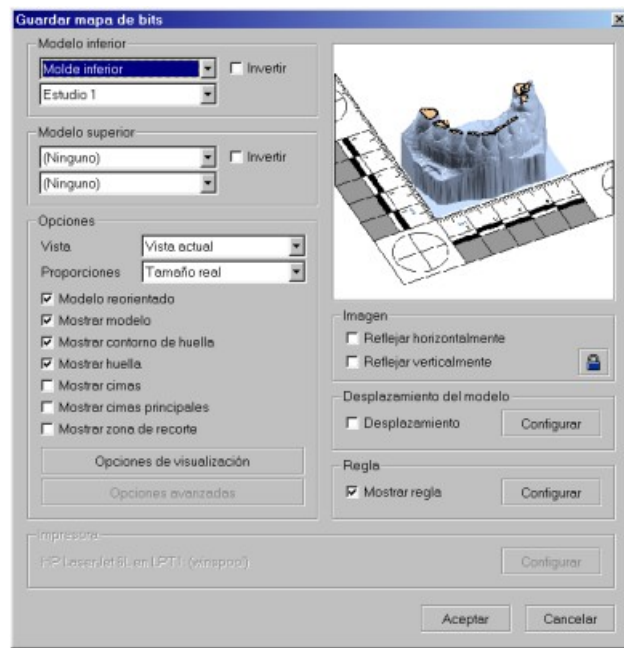 Guardar mapa de bits
Modelo inferior
Molde inferior
Invertir
Estudio 1
Modelo superior
(Ninguno)
Invertir
(Ninguno)
Opciones
Vista
Vista actual
Proporciones
Tamaño real
Modelo reorientado
Mostrar modelo
Mostrar contorno de huella
Mostrar huella
Mostrar cimas
Mostrar cimas principales
Mostrar zona de recorte
Opciones de visualización
Opciones avanzadas
Imagen
Reflejar horizontalmente
Reflejar verticalmente
Desplazamiento del modelo
Desplazamiento
Configurar
Regla
Mostrar regla
Configurar
Impresora
HP LaserJet 6L en LPT1: (winspool)
Configurar
Aceptar
Cancelar